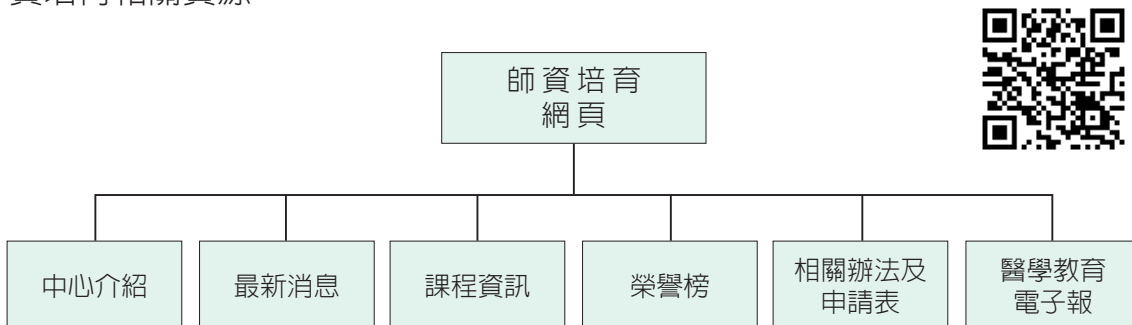 師資培育
網頁
中心介紹
最新消息
課程資訊
榮譽榜
相關辦法及
申請表
醫學教育
電子報